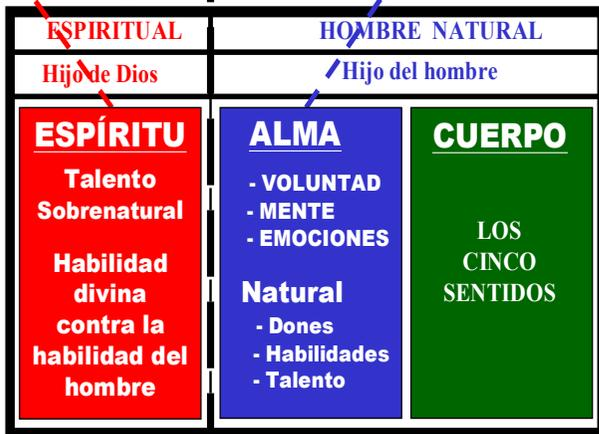 ESPIRITUAL
HOMBRE NATURAL
Hijo de Dios
Hijo del hombre
ESPÍRITU
Talento
Sobrenatural
Habilidad
divina
contra la
habilidad del
hombre
ALMA
- VOLUNTAD
- MENTE
- EMOCIONES
Natural
- Dones
- Habilidades
- Talento
CUERPO
LOS
CINCO
SENTIDOS